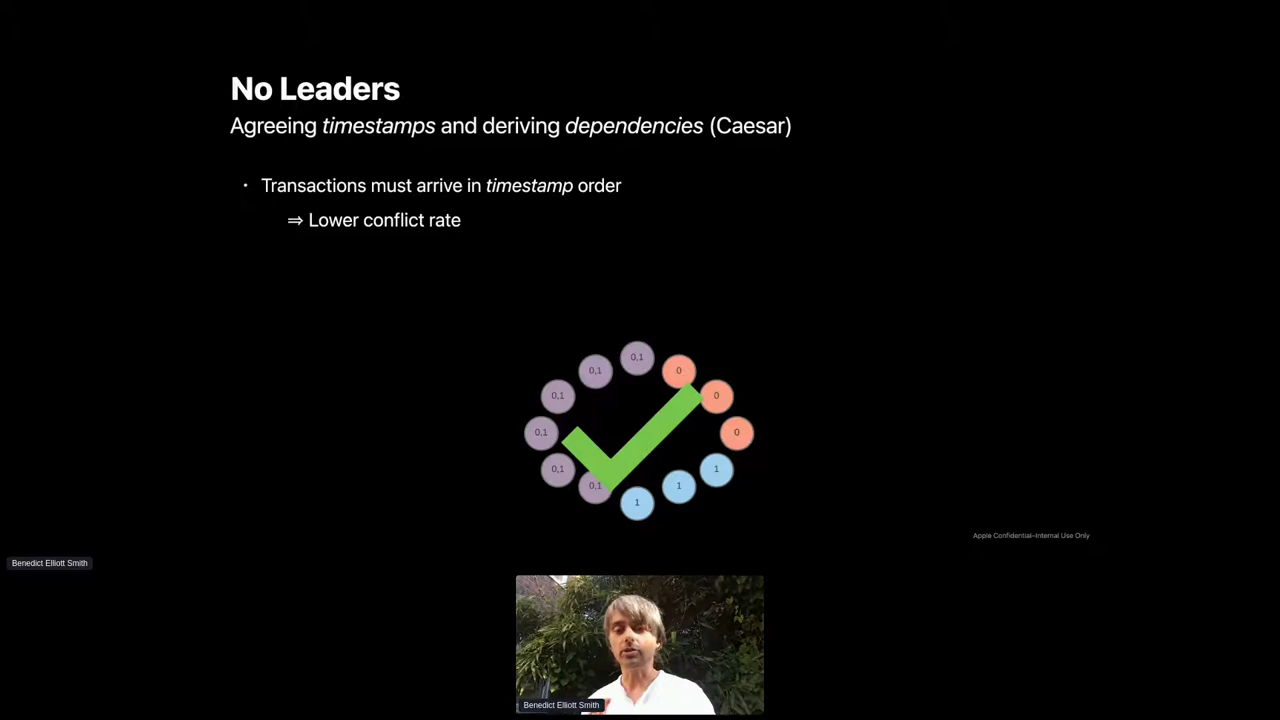 No Leaders
Agreeing timestamps and deriving dependencies (Caesar)
• Transactions must arrive in timestamp order
⇒ Lower conflict rate
0,1
0,1
0
0,1
0
0,1
0
0,1
1
0,1
1
1
Apple Confidential–Internal Use Only
Benedict Elliott Smith
Benedict Elliott Smith